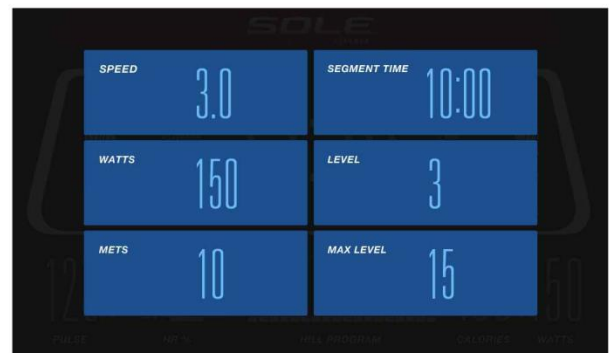 SOLE
SPEED 3.0
SEGMENT TIME 10:00
WATTS 150
LEVEL 3
METS 10
MAX LEVEL 15
PULSE HR % HILL PROGRAM CALORIES WATTS